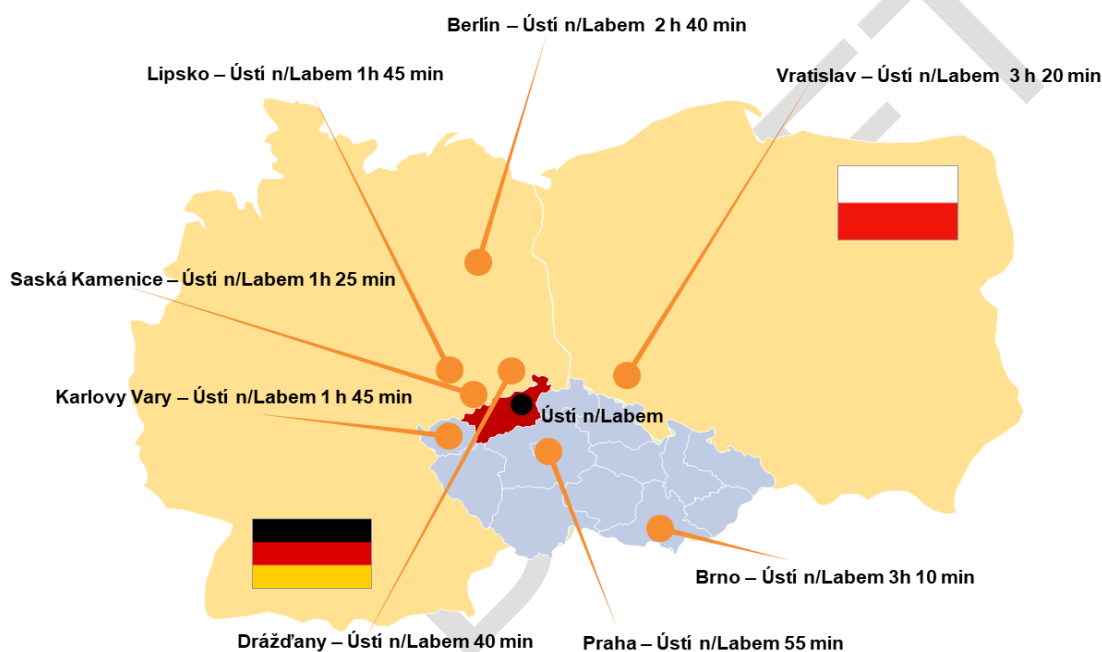 Berlín – Ústí n/Labem 2 h 40 min
Lipsko – Ústí n/Labem 1h 45 min
Vratislav – Ústí n/Labem 3 h 20 min
Saská Kamenice – Ústí n/Labem 1h 25 min
Karlovy Vary – Ústí n/Labem 1 h 45 min
Ústí n/Labem
Brno – Ústí n/Labem 3h 10 min
Drážďany – Ústí n/Labem 40 min
Praha – Ústí n/Labem 55 min